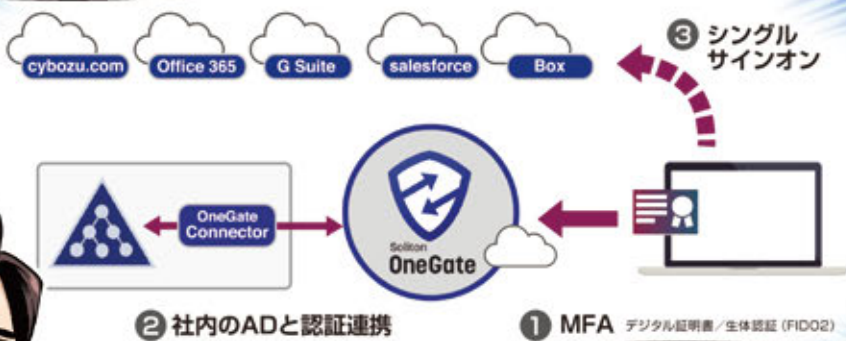 cybozu.com
Office 365
G Suite
salesforce
Box
❸ シングル
サインオン
OneGate
Connector
Soliton
OneGate
❷ 社内のADと認証連携
❶ MFA デジタル証明書/生体認証 (FIDO2)